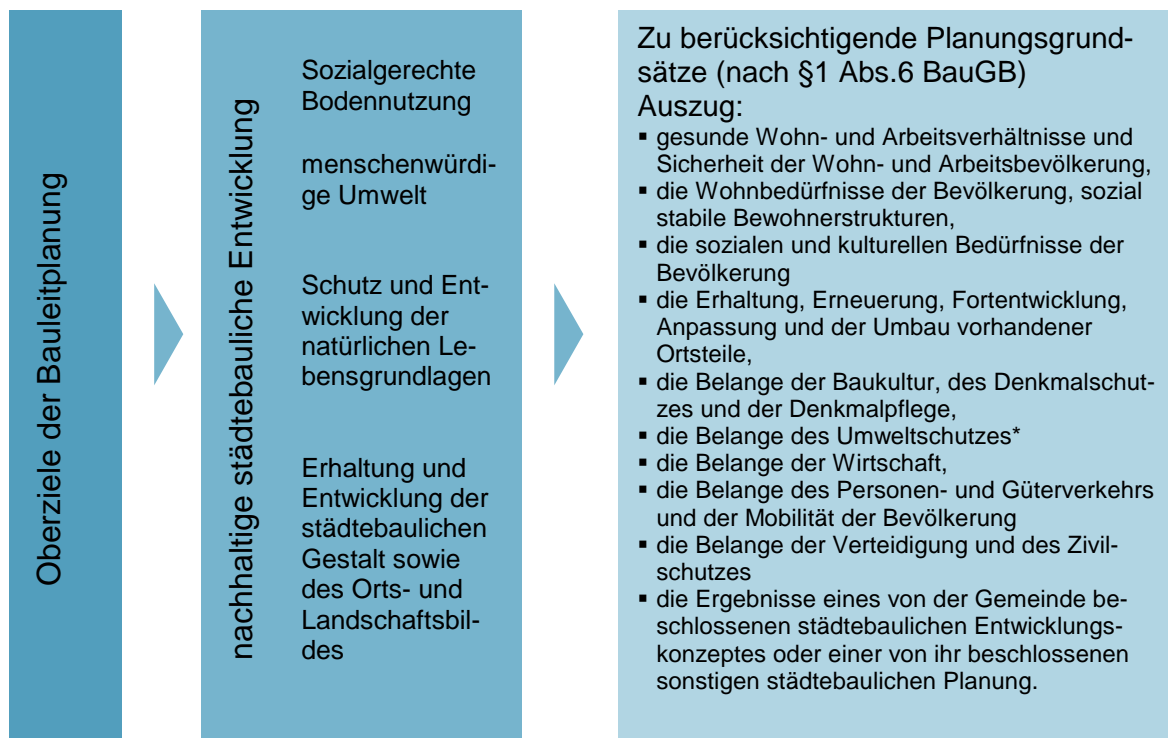 Oberziele der Bauleitplanung
nachhaltige städtebauliche Entwicklung
Sozialgerechte
Bodennutzung
menschenwürdi-
ge Umwelt
Schutz und Ent-
wicklung der
natürlichen Le-
bensgrundlagen
Erhaltung und
Entwicklung der
städtebaulichen
Gestalt sowie
des Orts- und
Landschaftsbil-
des
Zu berücksichtigende Planungsgrund-
sätze (nach §1 Abs.6 BauGB)
Auszug:
▪ gesunde Wohn- und Arbeitsverhältnisse und
Sicherheit der Wohn- und Arbeitsbevölkerung,
▪ die Wohnbedürfnisse der Bevölkerung, sozial
stabile Bewohnerstrukturen,
▪ die sozialen und kulturellen Bedürfnisse der
Bevölkerung
▪ die Erhaltung, Erneuerung, Fortentwicklung,
Anpassung und der Umbau vorhandener
Ortsteile,
▪ die Belange der Baukultur, des Denkmalschut-
zes und der Denkmalpflege,
▪ die Belange des Umweltschutzes*
▪ die Belange der Wirtschaft,
▪ die Belange des Personen- und Güterverkehrs
und der Mobilität der Bevölkerung
▪ die Belange der Verteidigung und des Zivil-
schutzes
▪ die Ergebnisse eines von der Gemeinde be-
schlossenen städtebaulichen Entwicklungs-
konzeptes oder einer von ihr beschlossenen
sonstigen städtebaulichen Planung.